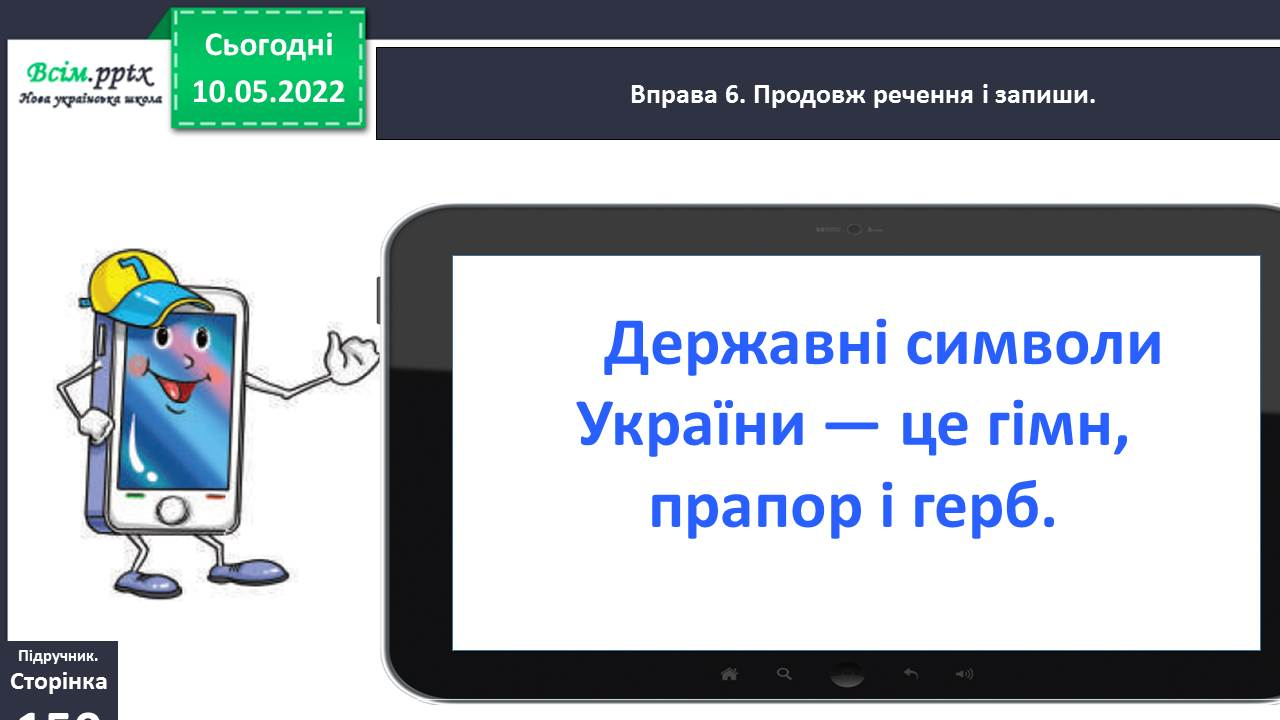 Сьогодні
10.05.2022
Всім.pptx
Нова українська школа
Вправа 6. Продовж речення і запиши.
Державні символи
України — це гімн,
прапор і герб.
Підручник.
Сторінка